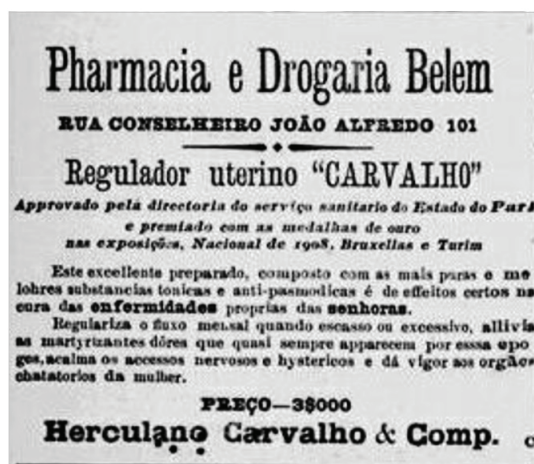 Pharmacia e Drogaria Belem
RUA CONSELHEIRO JOÃO ALFREDO 101
Regulador uterino “CARVALHO”
Approvado pela directoria do serviço sanitario do Estado do Pará
e premiado com as medalhas de ouro
nas exposições, Nacional de 1908, Bruxellas e Turim
Este excellente preparado, composto com as mais puras e me
lohres substancias tonicas e anti-pasmodicas é de effeitos certos na
cura das enfermidades proprias das senhoras.
Regulariza o fluxo mensal quando escasso ou excessivo, allivia
as martyrizantes dôres que quasi sempre apparecem por esssa epo
ges, acalma os accessos nervosos e hystericos e dá vigor aos orgãos
chatatorios da mulher.
PREÇO—3$000
Herculano Carvalho & Comp.